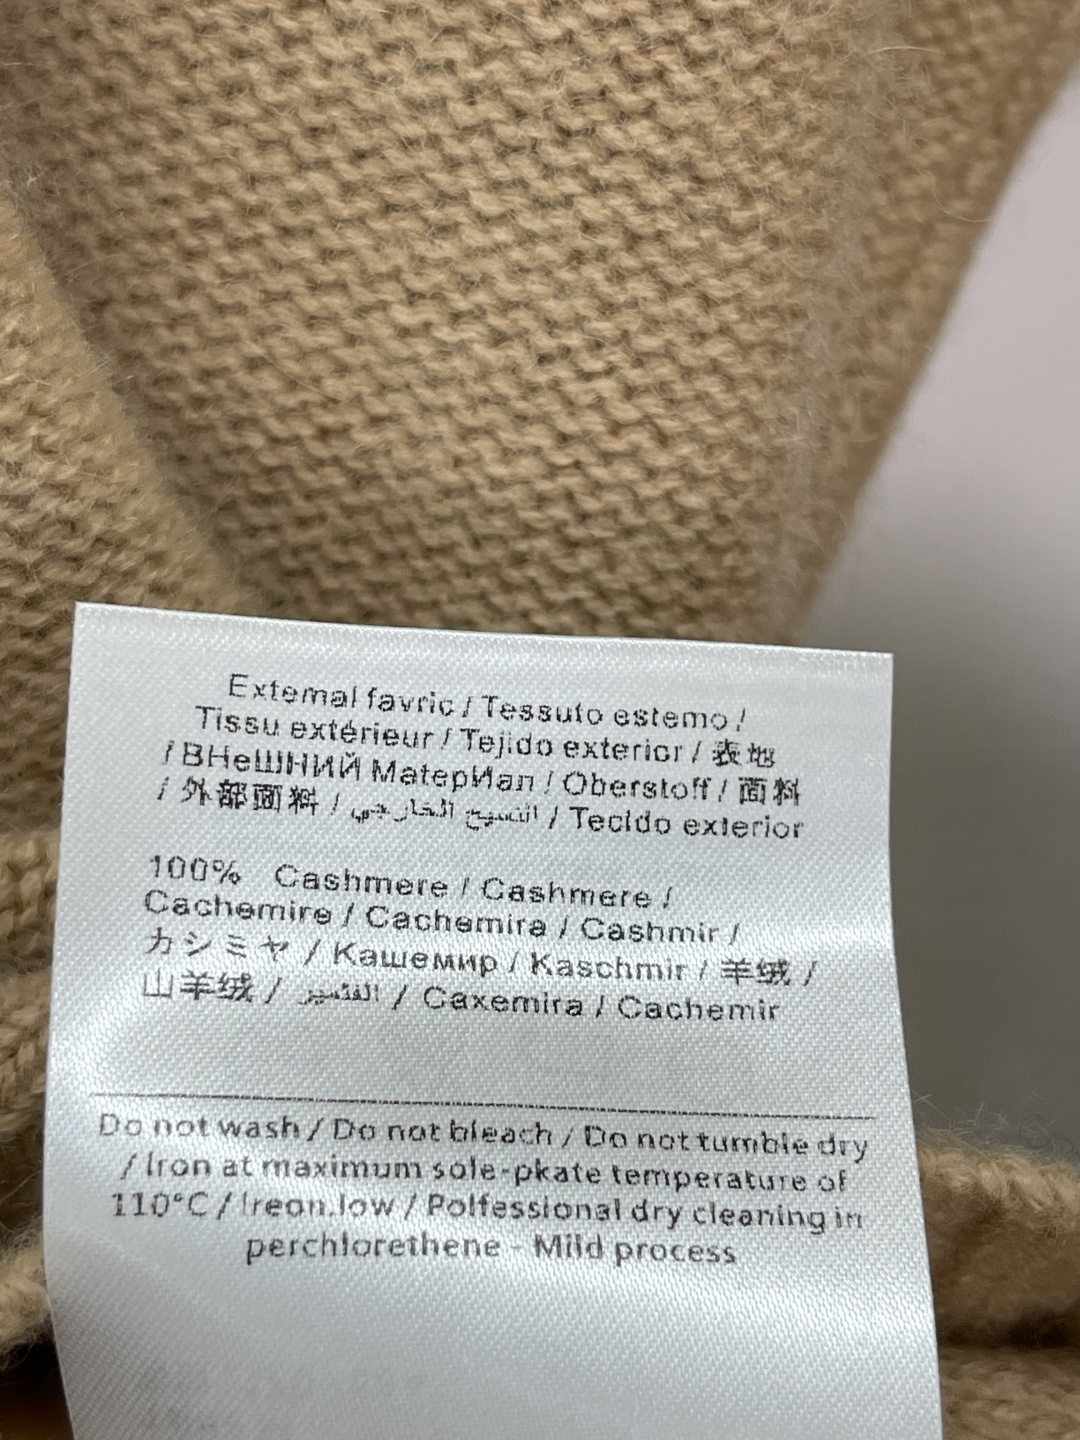 Extemal favric / Tessuto estemo /
Tissu extérieur / Tejido exterior / 表地
/ ВНеШНИЙ МатерИал / Oberstoff / 面料
/ 外部面料 / النسيج الخارجي / Tecido exterior
100% Cashmere / Cashmere /
Cachemire / Cachemira / Cashmir /
カシミヤ / Кашемир / Kaschmir / 羊绒 /
山羊绒 / / Caxemira / Cachemir
Do not wash / Do not bleach / Do not tumble dry
/ Iron at maximum sole-pkate temperature of
110°C / Ireon.low / Polfessional dry cleaning in
perchlorethene - Mild process